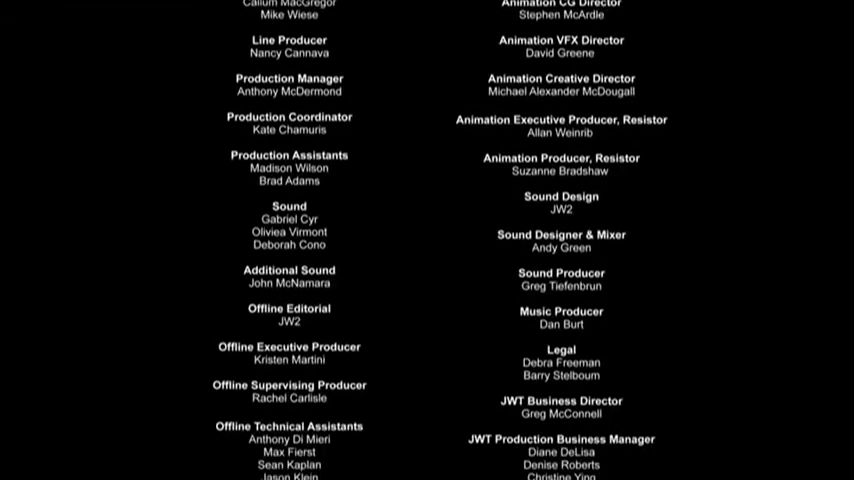 Callum MacGregor
Mike Wiese
Line Producer
Nancy Cannava
Production Manager
Anthony McDermond
Production Coordinator
Kate Chamuris
Production Assistants
Madison Wilson
Brad Adams
Sound
Gabriel Cyr
Oliviea Virmont
Deborah Cono
Additional Sound
John McNamara
Offline Editorial
JW2
Offline Executive Producer
Kristen Martini
Offline Supervising Producer
Rachel Carlisle
Offline Technical Assistants
Anthony Di Mieri
Max Fierst
Sean Kaplan
Jason Klein
Animation CG Director
Stephen McArdle
Animation VFX Director
David Greene
Animation Creative Director
Michael Alexander McDougall
Animation Executive Producer, Resistor
Allan Weinrib
Animation Producer, Resistor
Suzanne Bradshaw
Sound Design
JW2
Sound Designer & Mixer
Andy Green
Sound Producer
Greg Tiefenbrun
Music Producer
Dan Burt
Legal
Debra Freeman
Barry Stelboum
JWT Business Director
Greg McConnell
JWT Production Business Manager
Diane DeLisa
Denise Roberts
Christine Ying